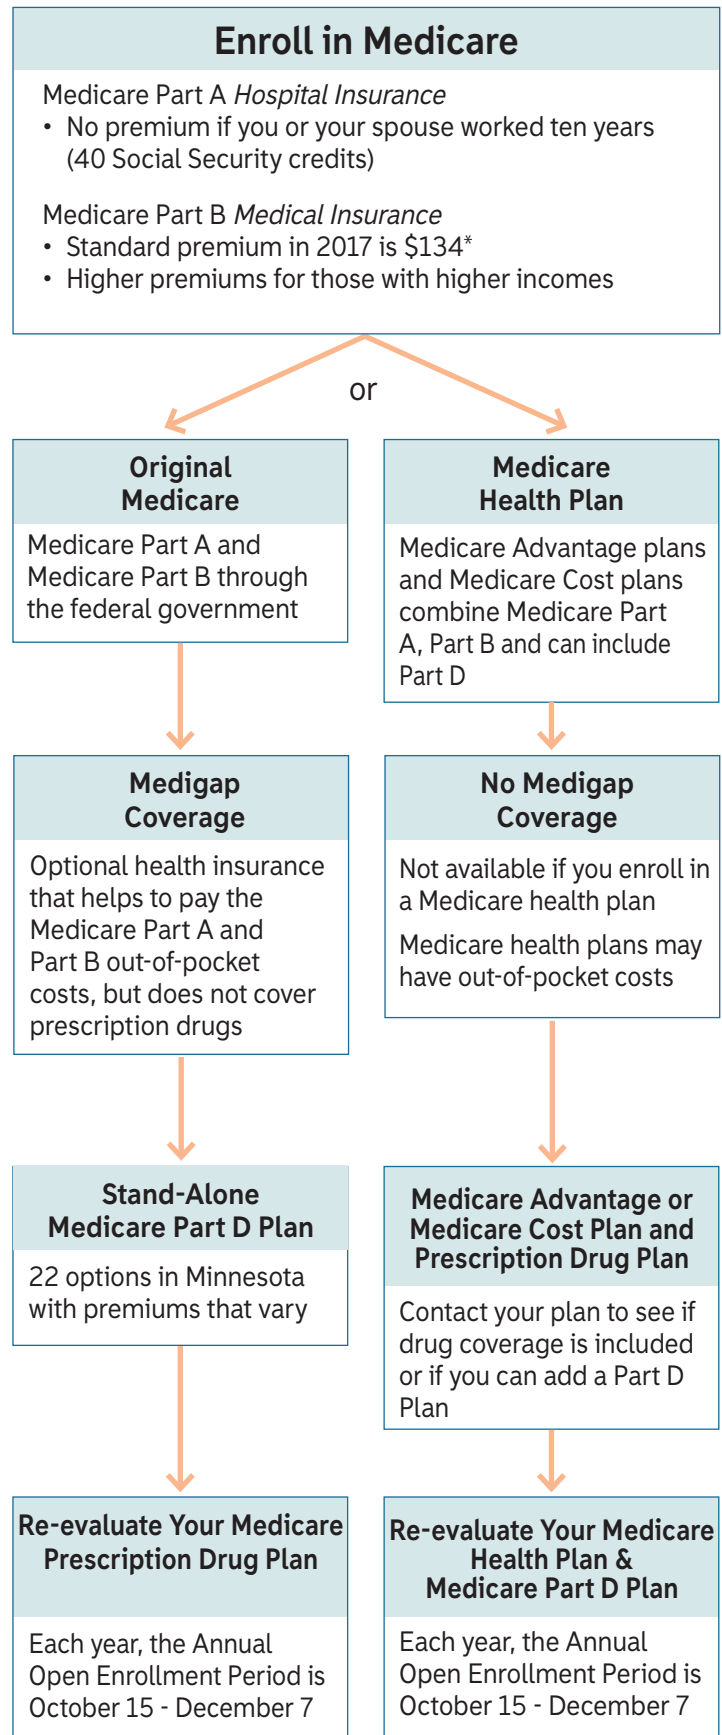 Enroll in Medicare
Medicare Part A Hospital Insurance
• No premium if you or your spouse worked ten years
(40 Social Security credits)
Medicare Part B Medical Insurance
• Standard premium in 2017 is $134*
• Higher premiums for those with higher incomes
or
Original
Medicare
Medicare Part A and
Medicare Part B through
the federal government
Medigap
Coverage
Optional health insurance
that helps to pay the
Medicare Part A and
Part B out-of-pocket
costs, but does not cover
prescription drugs
Stand-Alone
Medicare Part D Plan
22 options in Minnesota
with premiums that vary
Re-evaluate Your Medicare
Prescription Drug Plan
Each year, the Annual
Open Enrollment Period is
October 15 - December 7
Medicare
Health Plan
Medicare Advantage plans
and Medicare Cost plans
combine Medicare Part
A, Part B and can include
Part D
No Medigap
Coverage
Not available if you enroll in
a Medicare health plan
Medicare health plans may
have out-of-pocket costs
Medicare Advantage or
Medicare Cost Plan and
Prescription Drug Plan
Contact your plan to see if
drug coverage is included
or if you can add a Part D
Plan
Re-evaluate Your Medicare
Health Plan &
Medicare Part D Plan
Each year, the Annual
Open Enrollment Period is
October 15 - December 7